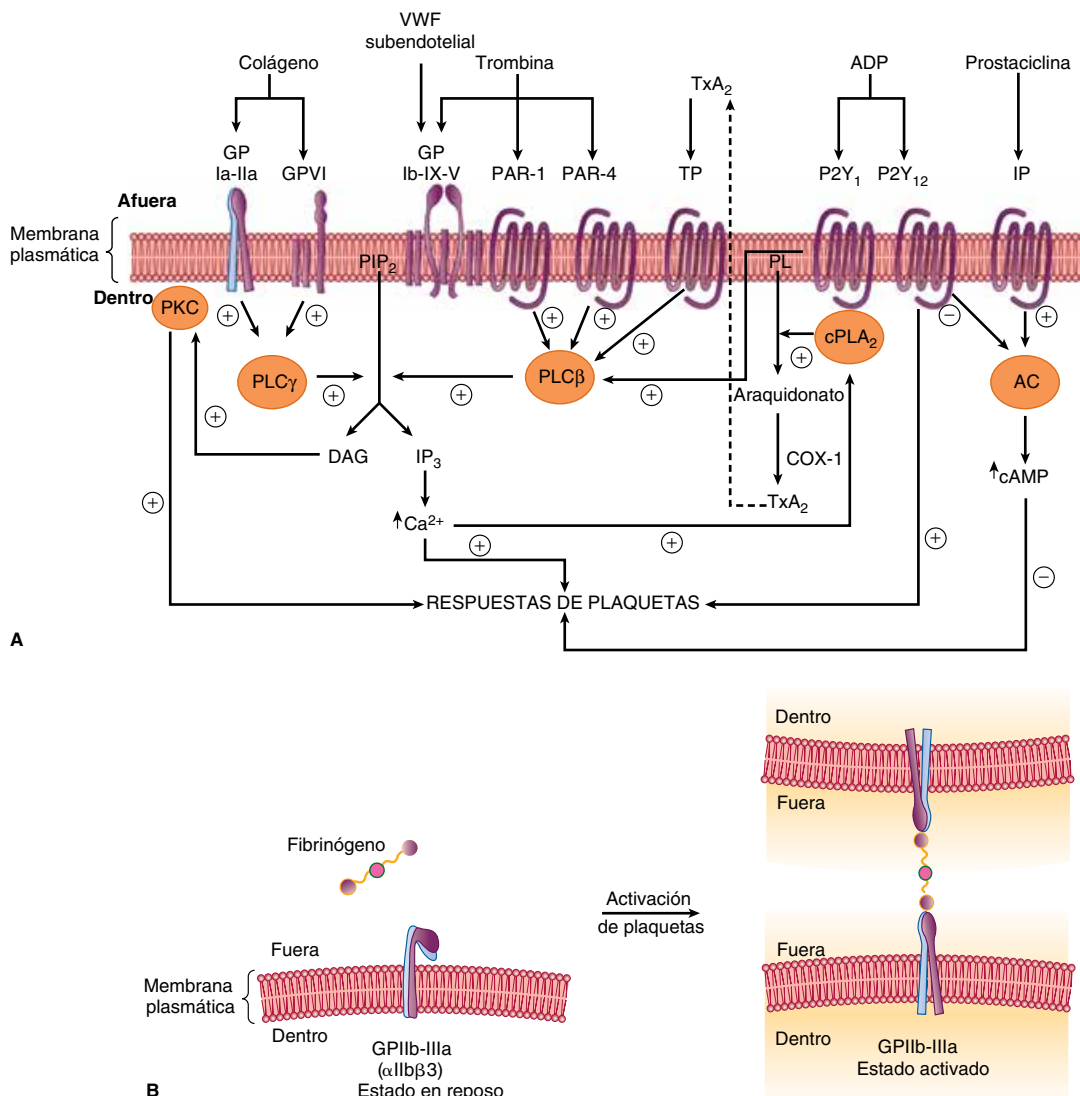 VWF
subendotelial
Colágeno
Trombina
TxA2
ADP
Prostaciclina
GP
Ia-IIa
GPVI
GP
Ib-IX-V
PAR-1
PAR-4
TP
P2Y1
P2Y12
IP
Afuera
Membrana
plasmática
Dentro
PIP2
PL
PKC
+
+
+
+
+
−
+
PLCγ
+
+
PLCβ
+
+
cPLA2
AC
Araquidonato
+
DAG
IP3
COX-1
cAMP
TxA2
+
Ca2+
+
+
+
−
RESPUESTAS DE PLAQUETAS
A
Fibrinógeno
Fuera
Membrana
plasmática
Dentro
GPIIb-IIIa
(αIIbβ3)
Estado en reposo
Activación
de plaquetas
Dentro
Fuera
Fuera
Dentro
GPIIb-IIIa
Estado activado
B